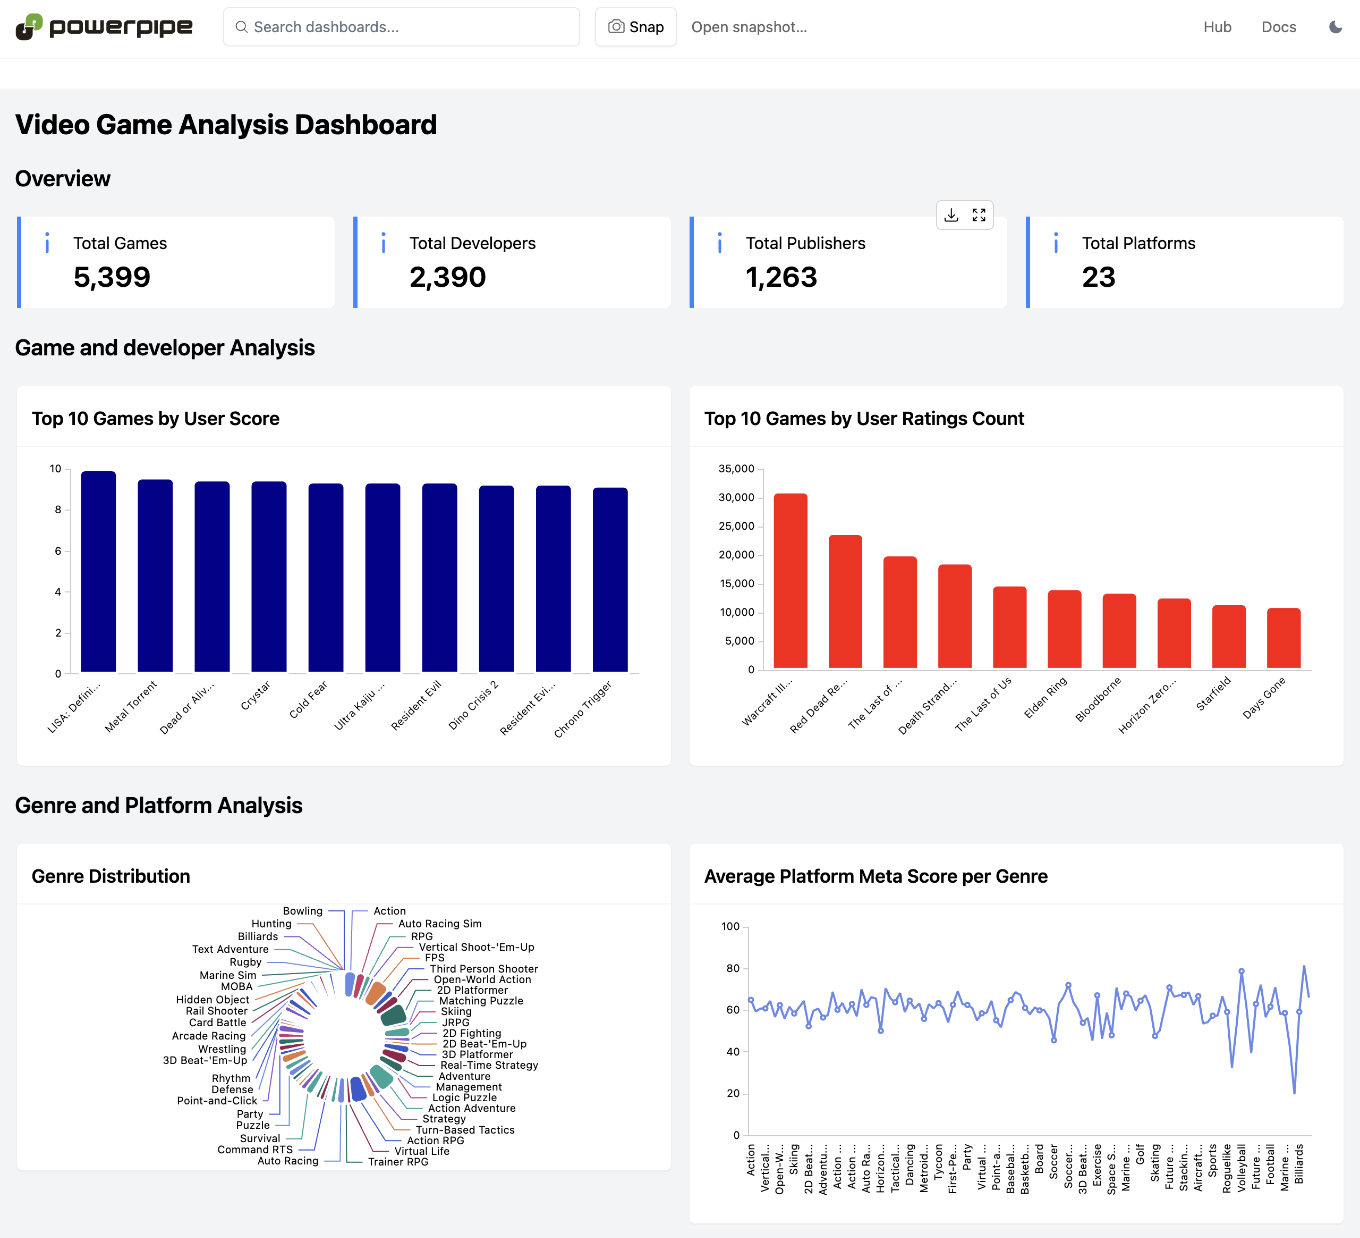 powerpipe
Search dashboards...
Snap
Open snapshot...
Hub
Docs
Video Game Analysis Dashboard
Overview
Total Games
5,399
Total Developers
2,390
Total Publishers
1,263
Total Platforms
23
Game and developer Analysis
Top 10 Games by User Score
10
8
6
4
2
0
LISA: Defini...
Metal Torrent
Dead or Aliv...
Crystar
Cold Fear
Ultra Kaiju ...
Resident Evil
Dino Crisis 2
Resident Evi...
Chrono Trigger
Top 10 Games by User Ratings Count
35,000
30,000
25,000
20,000
15,000
10,000
5,000
0
Warcraft III...
Red Dead Re...
The Last of ...
Death Strand...
The Last of Us
Elden Ring
Bloodborne
Horizon Zero...
Starfield
Days Gone
Genre and Platform Analysis
Genre Distribution
Bowling
Hunting
Billiards
Text Adventure
Rugby
Marine Sim
MOBA
Hidden Object
Rail Shooter
Card Battle
Arcade Racing
Wrestling
3D Beat-'Em-Up
Rhythm
Defense
Point-and-Click
Party
Puzzle
Survival
Command RTS
Auto Racing
Action
Auto Racing Sim
RPG
Vertical Shoot-'Em-Up
FPS
Third Person Shooter
Open-World Action
2D Platformer
Matching Puzzle
Skiing
JRPG
2D Fighting
2D Beat-'Em-Up
3D Platformer
Real-Time Strategy
Adventure
Management
Logic Puzzle
Action Adventure
Strategy
Turn-Based Tactics
Action RPG
Virtual Life
Trainer RPG
Average Platform Meta Score per Genre
100
80
60
40
20
0
Action
Vertical...
Open-W...
Skiing
2D Beat...
Adventu...
Action ...
Action ...
Auto Ra...
Horizon...
Tactical...
Dancing
Metroid...
Tycoon
First-Pe...
Party
Virtual ...
Point-a...
Basebal...
Basketb...
Board
Soccer
Soccer...
3D Beat...
Exercise
Space S...
Marine ...
Golf
Skating
Future ...
Stackin...
Aircraft...
Sports
Roguelike
Volleyball
Future ...
Football
Marine ...
Billiards